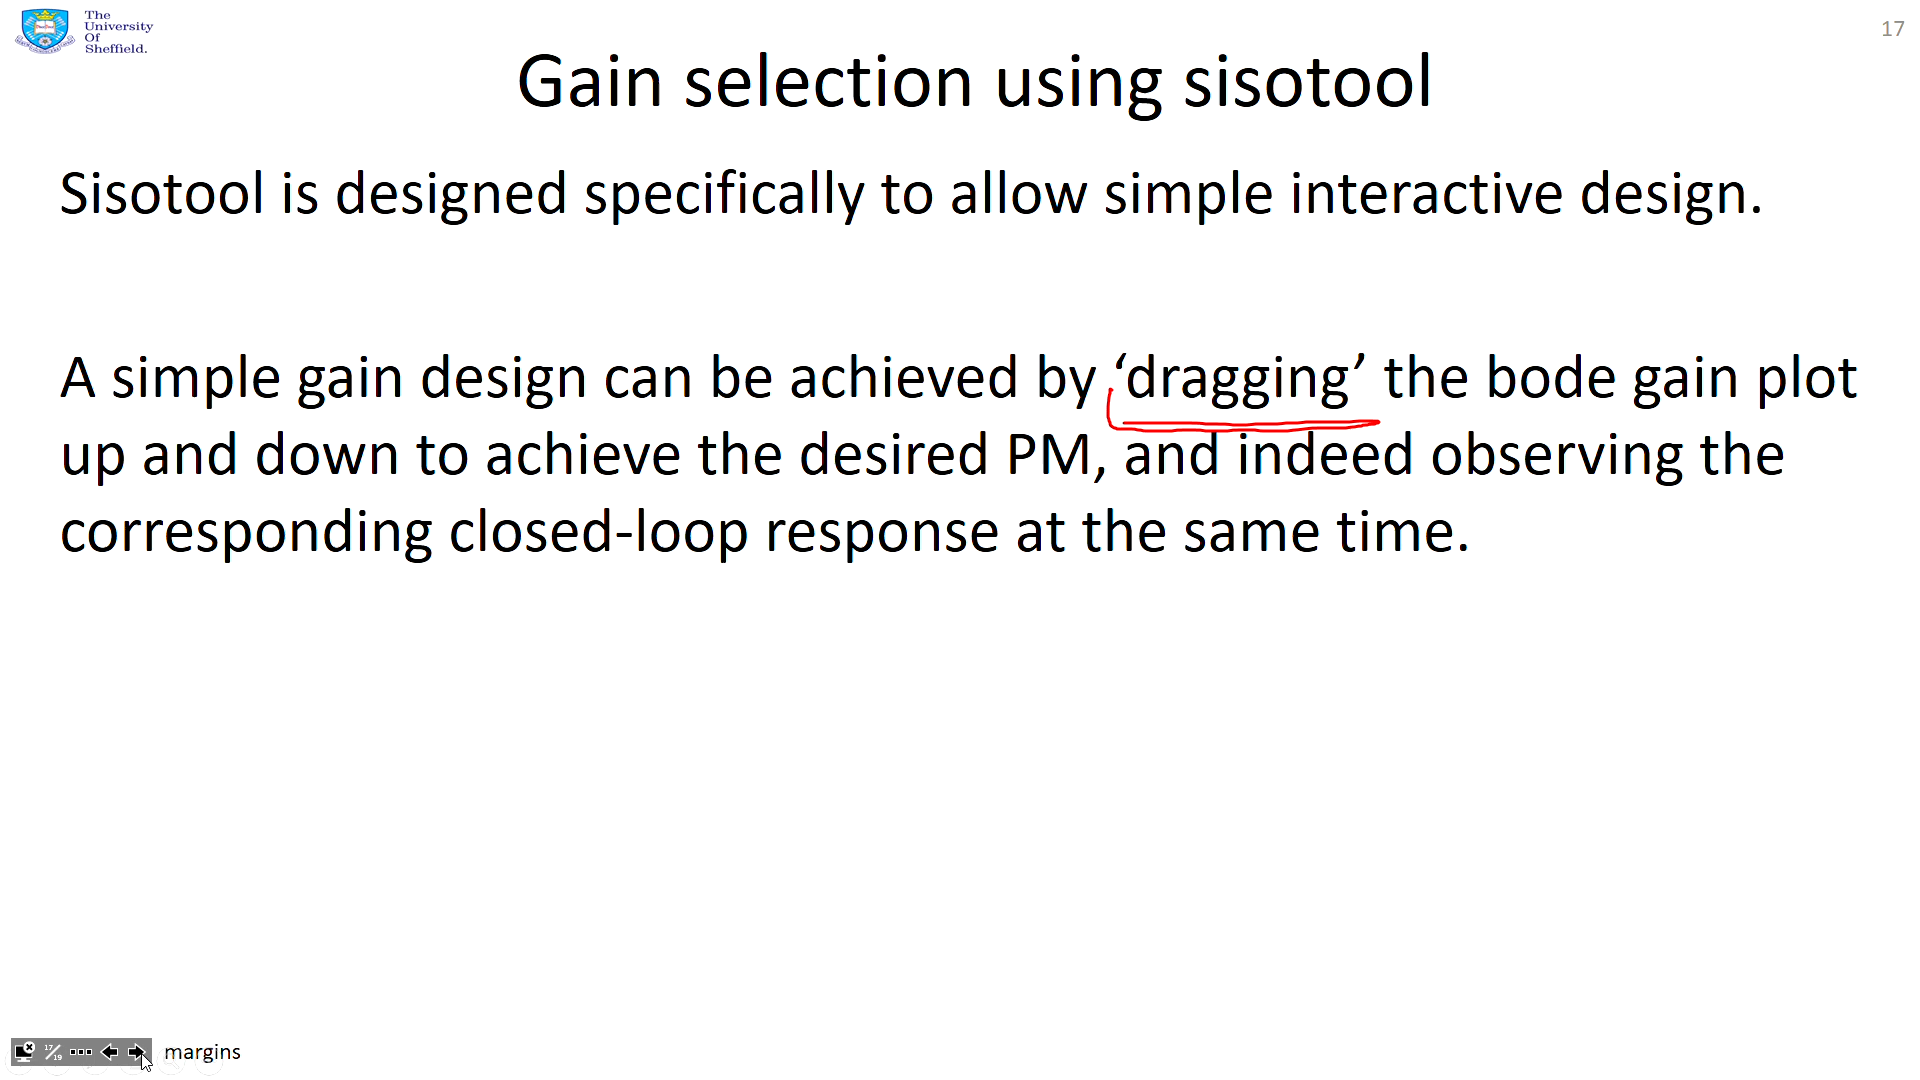 The
University
Of
Sheffield.
17
Gain selection using sisotool
Sisotool is designed specifically to allow simple interactive design.
A simple gain design can be achieved by ‘dragging’ the bode gain plot
up and down to achieve the desired PM, and indeed observing the
corresponding closed-loop response at the same time.
17/19
margins